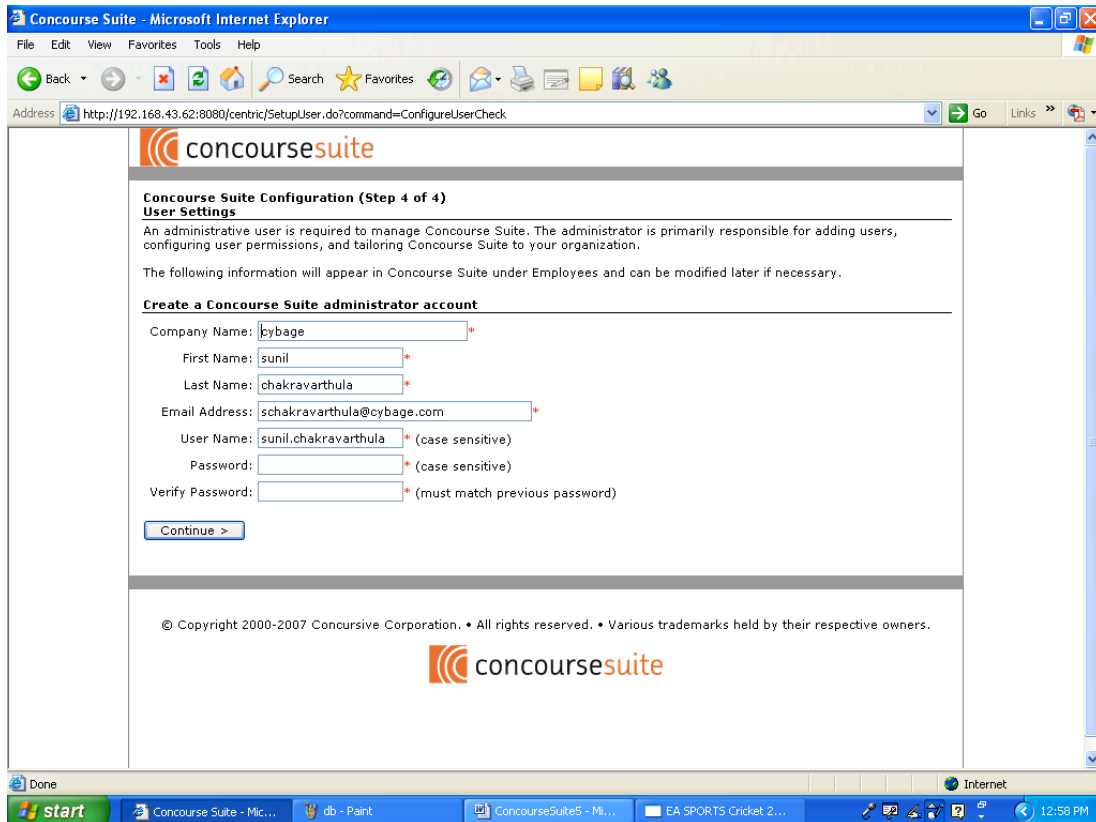 Concourse Suite - Microsoft Internet Explorer
File Edit View Favorites Tools Help
Back Search Favorites
Address http://192.168.43.62:8080/centric/SetupUser.do?command=ConfigureUserCheck Go Links »
concoursesuite
Concourse Suite Configuration (Step 4 of 4)
User Settings
An administrative user is required to manage Concourse Suite. The administrator is primarily responsible for adding users,
configuring user permissions, and tailoring Concourse Suite to your organization.
The following information will appear in Concourse Suite under Employees and can be modified later if necessary.
Create a Concourse Suite administrator account
Company Name: cybage *
First Name: sunil *
Last Name: chakravarthula *
Email Address: schakravarthula@cybage.com *
User Name: sunil.chakravarthula * (case sensitive)
Password: * (case sensitive)
Verify Password: * (must match previous password)
Continue >
© Copyright 2000-2007 Concursive Corporation. • All rights reserved. • Various trademarks held by their respective owners.
concoursesuite
Done Internet
start Concourse Suite - Mic... db - Paint ConcourseSuite5 - Mi... EA SPORTS Cricket 2... 12:58 PM